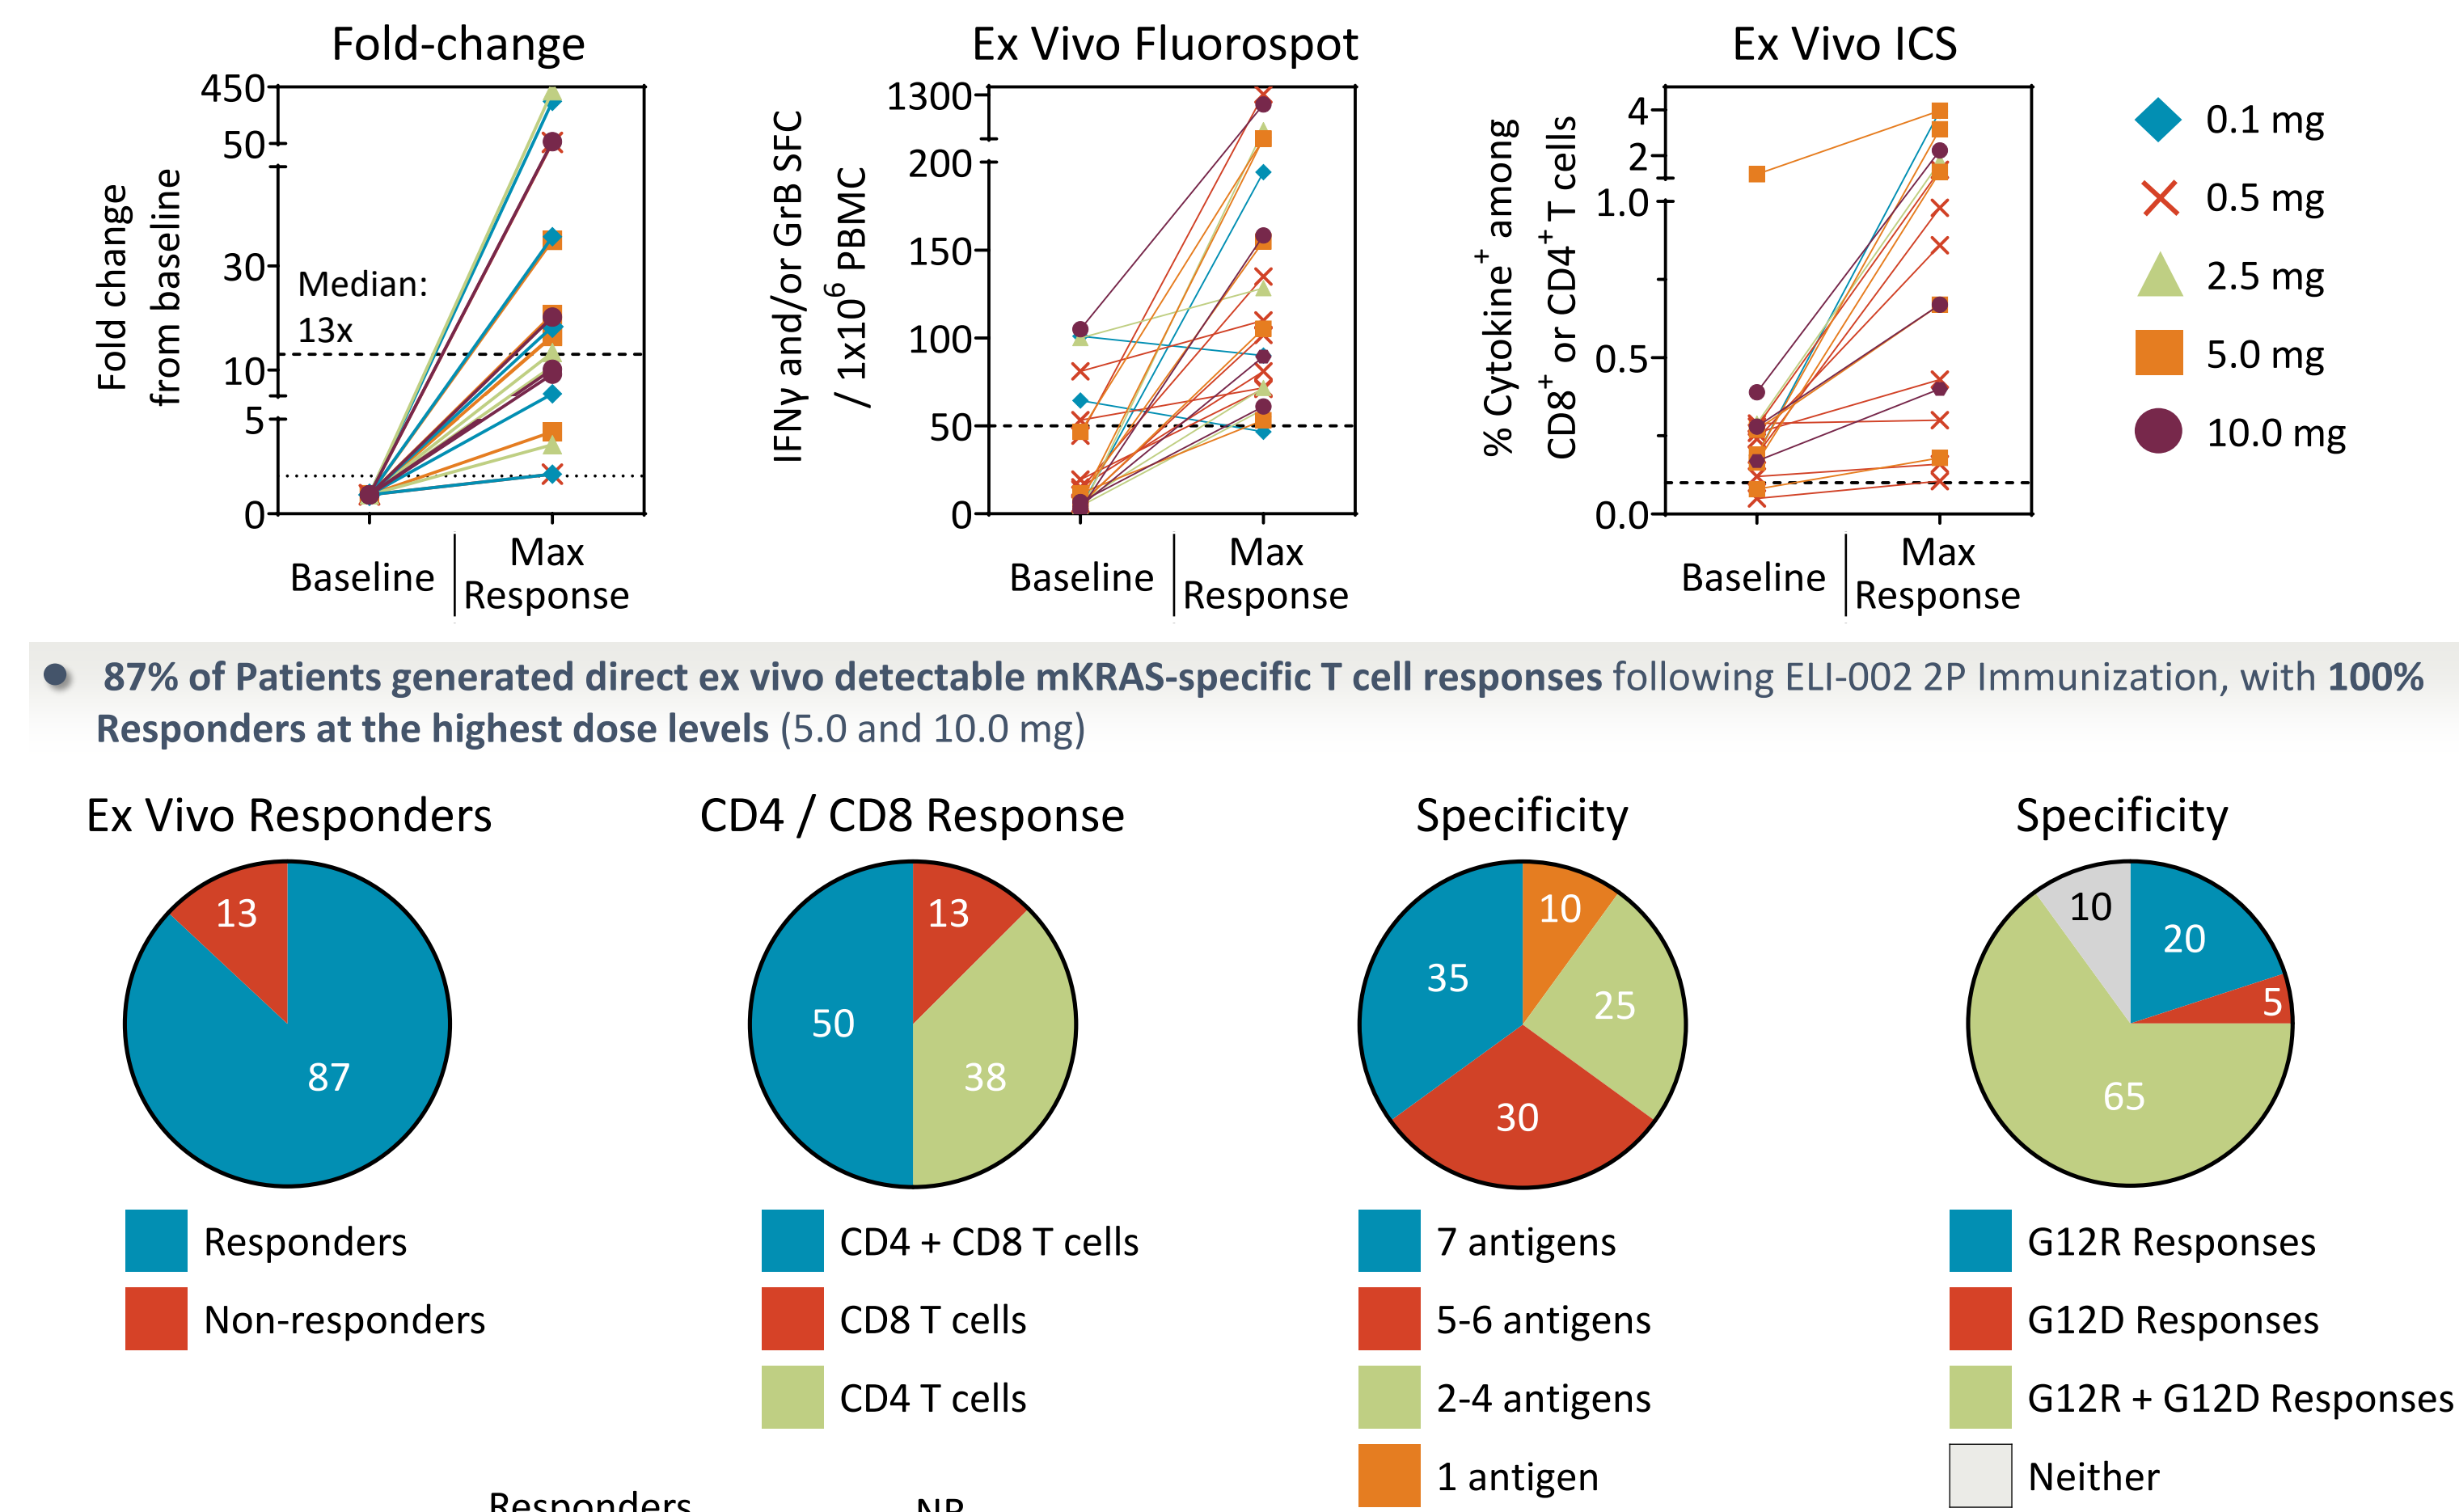 Fold-change
Fold change
from baseline
450
50
30
10
5
0
Median:
13x
Baseline
Max
Response
Ex Vivo Fluorospot
IFNγ and/or GrB SFC
/ 1x10⁶ PBMC
1300
200
150
100
50
0
Baseline
Max
Response
Ex Vivo ICS
% Cytokine⁺ among
CD8⁺ or CD4⁺T cells
4
2
1.0
0.5
0.0
Baseline
Max
Response
0.1 mg
0.5 mg
2.5 mg
5.0 mg
10.0 mg
• 87% of Patients generated direct ex vivo detectable mKRAS-specific T cell responses following ELI-002 2P Immunization, with 100%
Responders at the highest dose levels (5.0 and 10.0 mg)
Ex Vivo Responders
13
87
Responders
Non-responders
CD4 / CD8 Response
13
50
38
CD4 + CD8 T cells
CD8 T cells
CD4 T cells
Specificity
10
35
25
30
7 antigens
5-6 antigens
2-4 antigens
1 antigen
Specificity
10
20
5
65
G12R Responses
G12D Responses
G12R + G12D Responses
Neither
Responders
NR